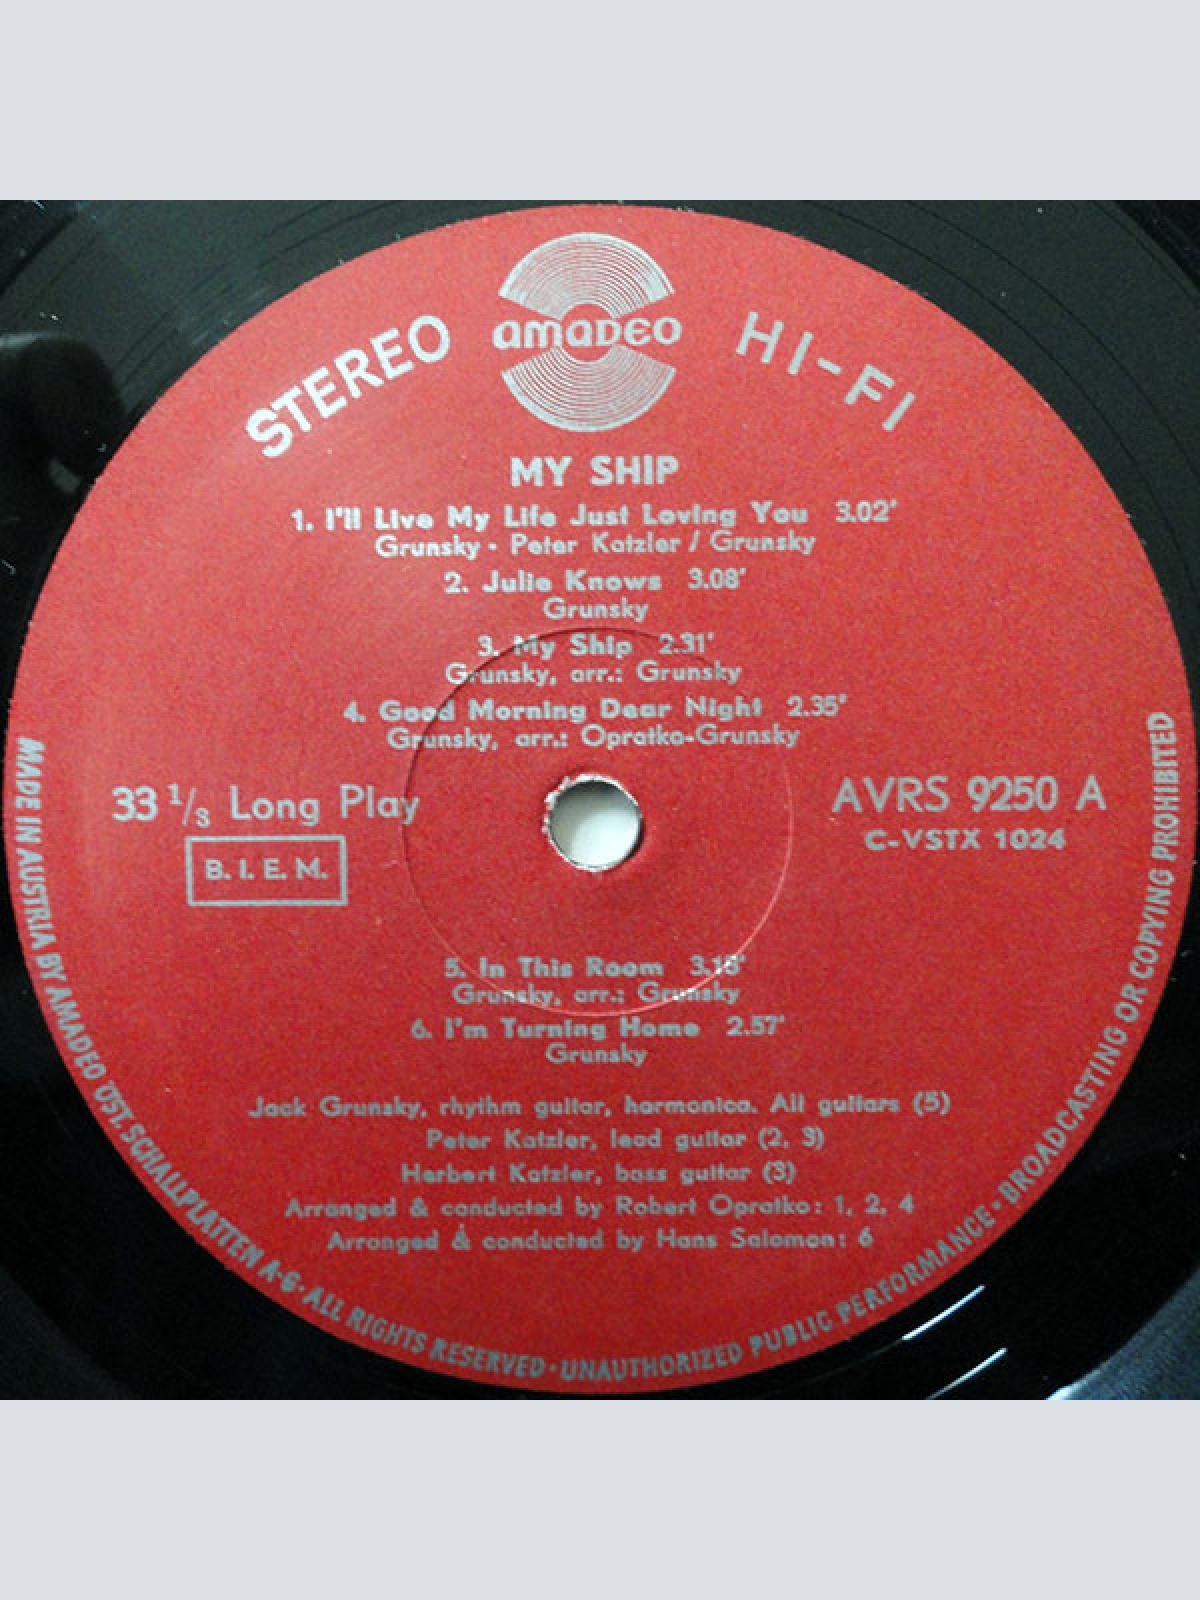 STEREO
amadeo
HI-FI
MY SHIP
1. I'll Live My Life Just Loving You 3.02'
Grunsky - Peter Katzler / Grunsky
2. Julie Knows 3.08'
Grunsky
3. My Ship 2.31'
Grunsky, arr.: Grunsky
4. Good Morning Dear Night 2.35'
Grunsky, arr.: Opratko-Grunsky
33 1/3 Long Play
B. I. E. M.
AVRS 9250 A
C-VSTX 1024
5. In This Room
Grunsky, arr.: Grunsky
6. I'm Turning Home 2.57'
Grunsky
Jack Grunsky, rhythm guitar, harmonica. All guitars (5)
Peter Katzler, lead guitar (2, 3)
Herbert Katzler, bass guitar (3)
Arranged & conducted by Robert Opratko: 1, 2, 4
Arranged & conducted by Hans Salomon: 6
MADE IN AUSTRIA BY AMADEO ÖST. SCHALLPLATTEN A-G · ALL RIGHTS RESERVED · UNAUTHORIZED PUBLIC PERFORMANCE · BROADCASTING OR COPYING PROHIBITED